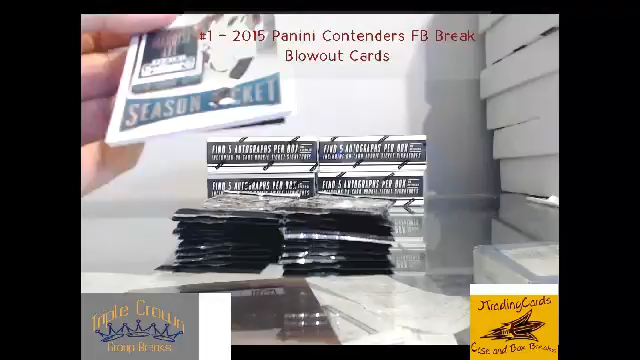 #1 - 2015 Panini Contenders FB Break
Blowout Cards
SEASON TICKET
FIND 5 AUTOGRAPHS PER BOX
FIND 5 AUTOGRAPHS PER BOX
FIND 5 AUTOGRAPHS PER BOX
FIND 5 AUTOGRAPHS PER BOX
Triple Crown
Group Breaks
JTradingCards
Case and Box Breaks